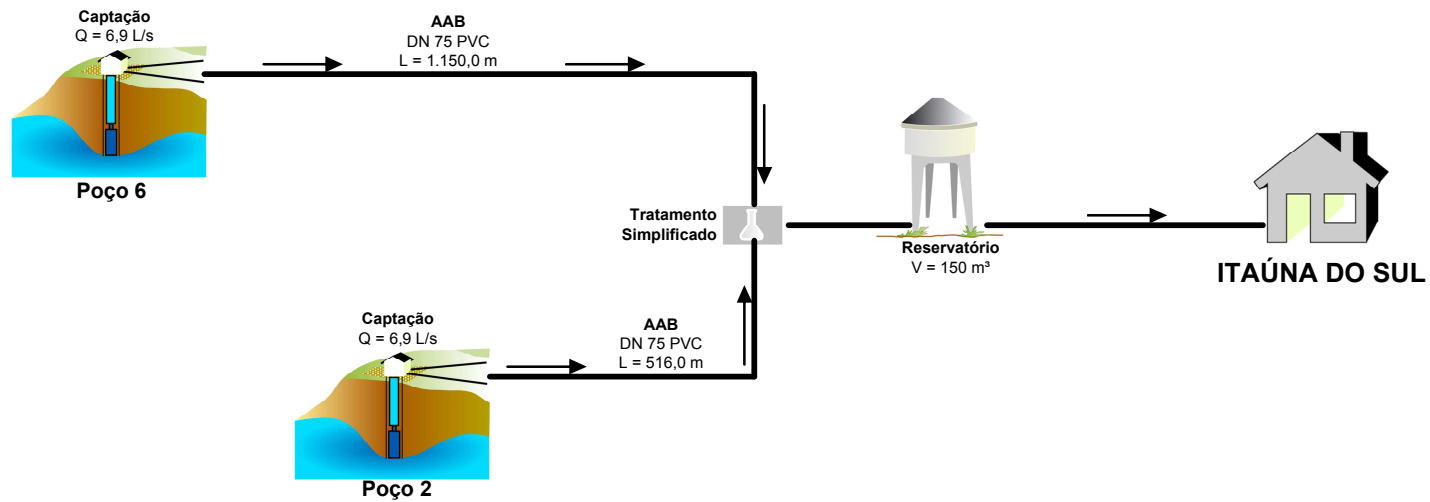 Captação
Q = 6,9 L/s
Poço 6
AAB
DN 75 PVC
L = 1.150,0 m
Tratamento
Simplificado
Reservatório
V = 150 m³
ITAÚNA DO SUL
Captação
Q = 6,9 L/s
Poço 2
AAB
DN 75 PVC
L = 516,0 m